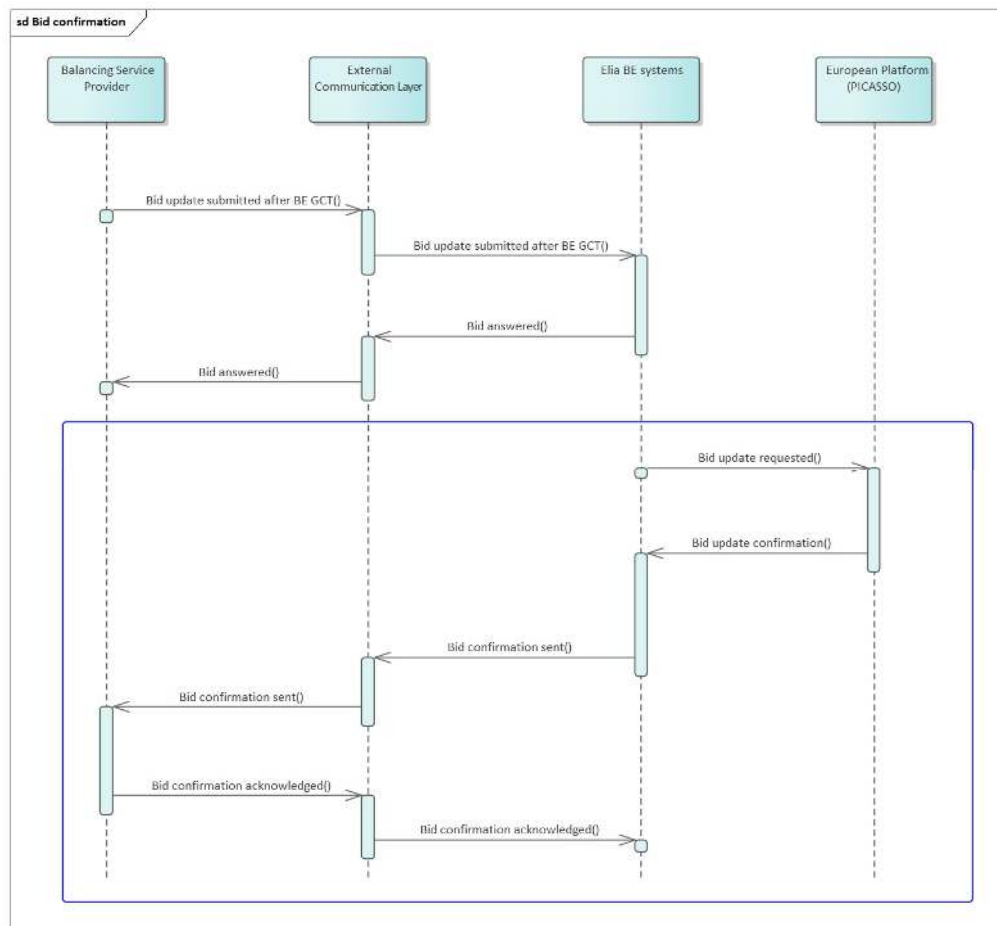 sd Bid confirmation
Balancing Service
Provider
External
Communication Layer
Elia BE systems
European Platform
(PICASSO)
Bid update submitted after BE GCT()
Bid update submitted after BE GCT()
Bid answered()
Bid answered()
Bid update requested()
Bid update confirmation()
Bid confirmation sent()
Bid confirmation sent()
Bid confirmation acknowledged()
Bid confirmation acknowledged()